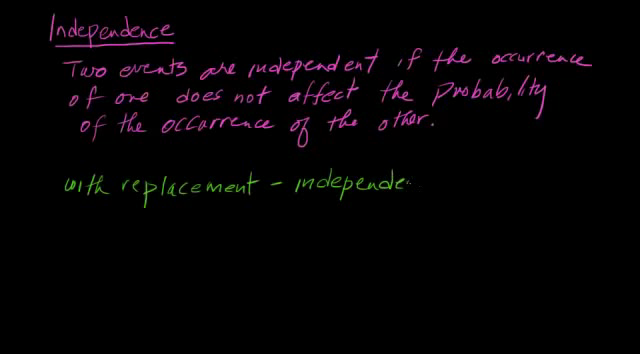 Independence
Two events are independent if the occurrence
of one does not affect the Probability
of the occurrence of the other.
with replacement - independe